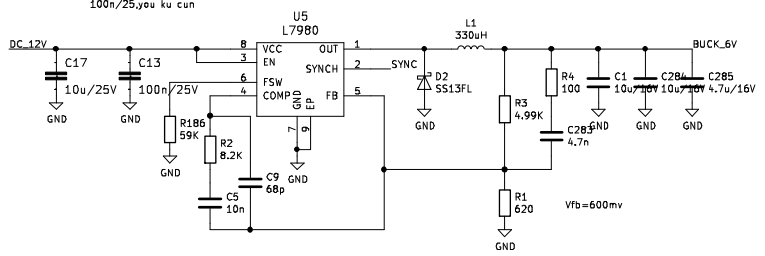 100n/25,you ku cun
U5
L7980
DC_12V
8 VCC OUT 1
3 EN
SYNCH 2 SYNC
6 FSW
4 COMP FB 5
GND EP
7 9
L1
330uH
BUCK_6V
C17
10u/25V
GND
C13
100n/25V
GND
R186
59K
GND
R2
8.2K
C9
68p
C5
10n
GND
D2
SS13FL
GND
R3
4.99K
R4
100
C283
4.7n
C1
10u/16V
GND
C284
10u/16V
GND
C285
4.7u/16V
GND
R1
620
GND
Vfb=600mv